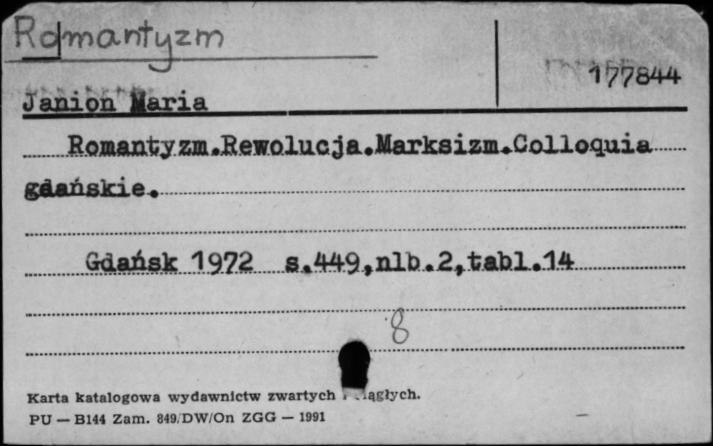 Romantyzm
177844
Janion Maria
Romantyzm.Rewolucja.Marksizm.Colloquia
gdańskie.
Gdańsk 1972 s.449,nlb.2,tabl.14
8
Karta katalogowa wydawnictw zwartych
PU — B144 Zam. 849/DW/On ZGG — 1991